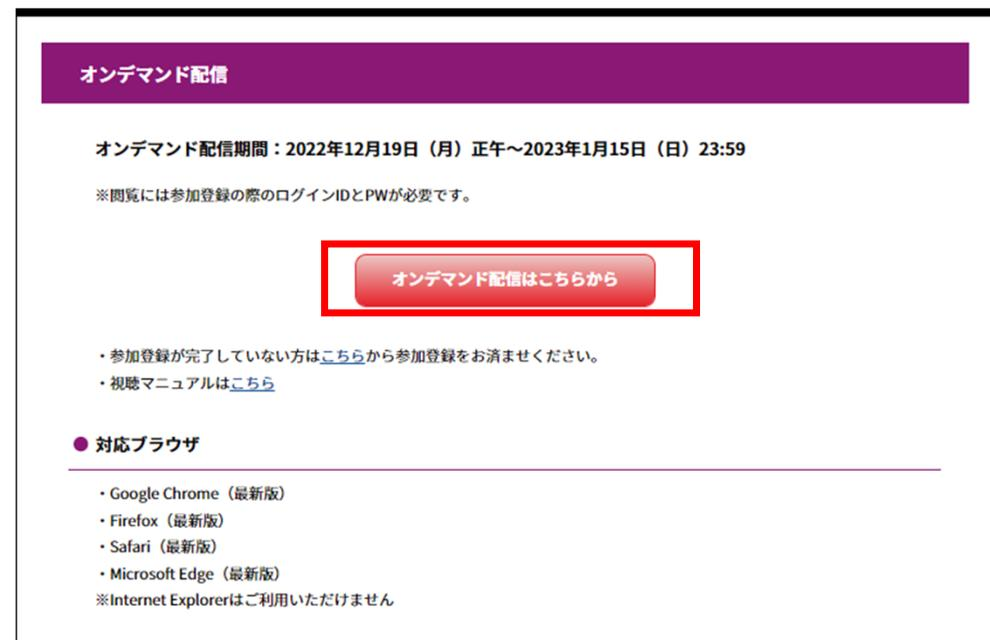 オンデマンド配信
オンデマンド配信期間：2022年12月19日（月）正午～2023年1月15日（日）23:59
※閲覧には参加登録の際のログインIDとPWが必要です。
オンデマンド配信はこちらから
・参加登録が完了していない方はこちらから参加登録をお済ませください。
・視聴マニュアルはこちら
対応ブラウザ
・Google Chrome（最新版）
・Firefox（最新版）
・Safari（最新版）
・Microsoft Edge（最新版）
※Internet Explorerはご利用いただけません